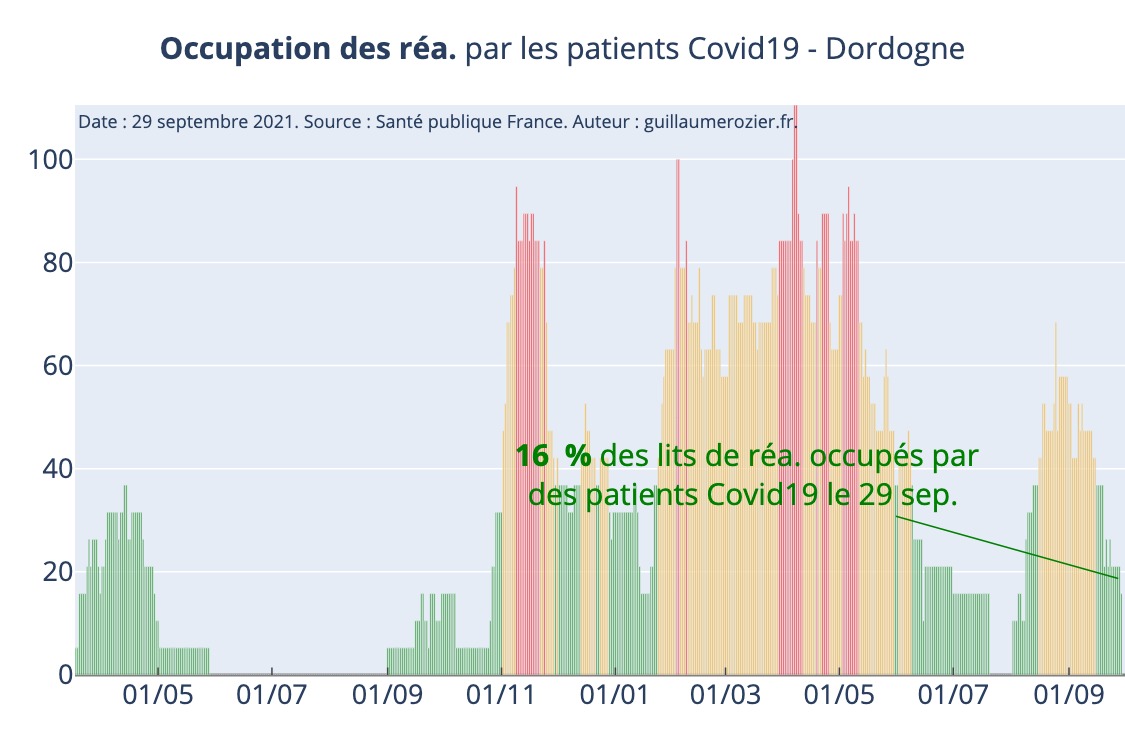 Occupation des réa. par les patients Covid19 - Dordogne
Date : 29 septembre 2021. Source : Santé publique France. Auteur : guillaumerozier.fr.
100
80
60
40
20
0
16 % des lits de réa. occupés par
des patients Covid19 le 29 sep.
01/05 01/07 01/09 01/11 01/01 01/03 01/05 01/07 01/09